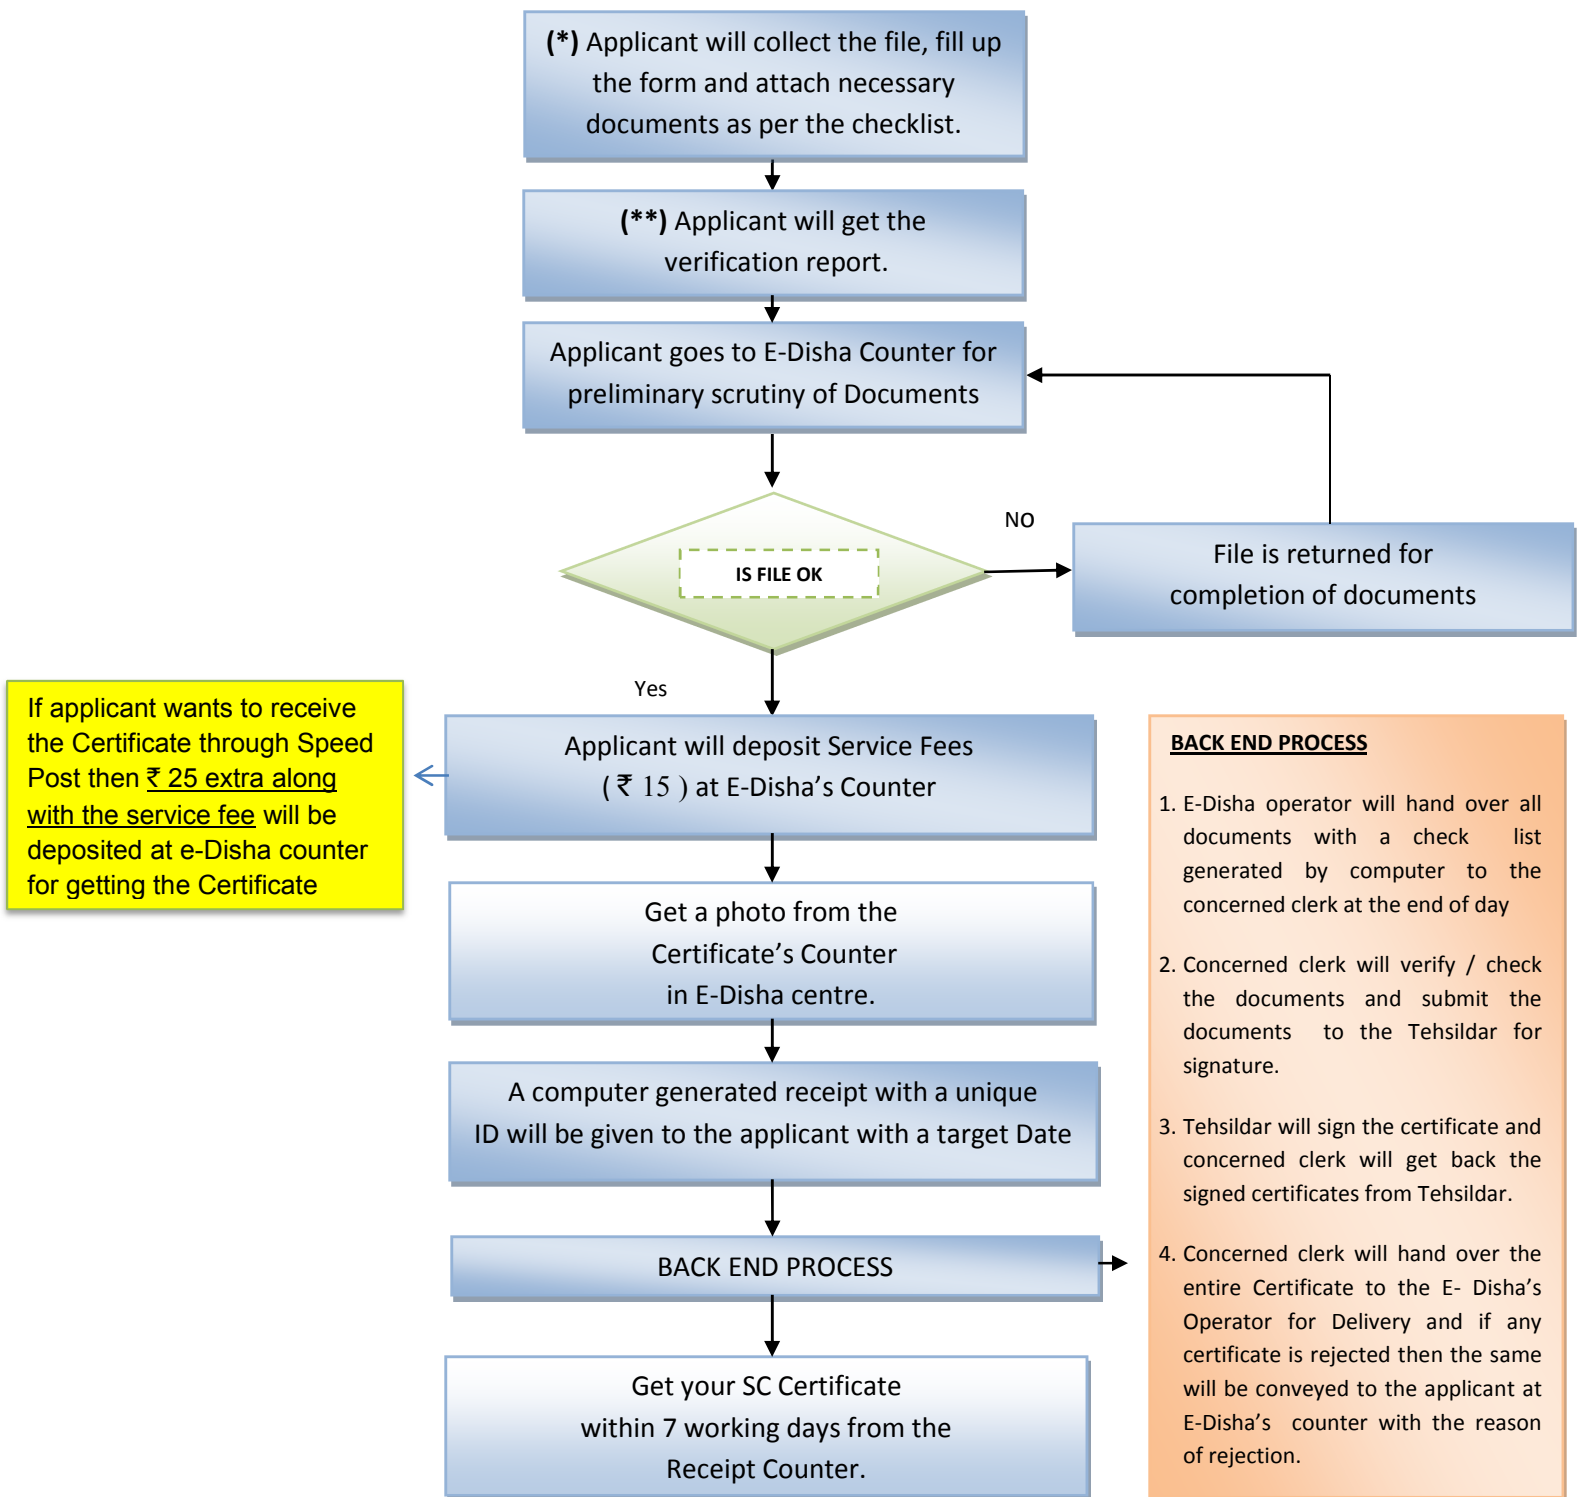 (*) Applicant will collect the file, fill up
the form and attach necessary
documents as per the checklist.
(**) Applicant will get the
verification report.
Applicant goes to E-Disha Counter for
preliminary scrutiny of Documents
NO
IS FILE OK
File is returned for
completion of documents
Yes
If applicant wants to receive
the Certificate through Speed
Post then ₹ 25 extra along
with the service fee will be
deposited at e-Disha counter
for getting the Certificate
Applicant will deposit Service Fees
( ₹ 15 ) at E-Disha’s Counter
Get a photo from the
Certificate’s Counter
in E-Disha centre.
A computer generated receipt with a unique
ID will be given to the applicant with a target Date
BACK END PROCESS
Get your SC Certificate
within 7 working days from the
Receipt Counter.
BACK END PROCESS
1. E-Disha operator will hand over all
documents with a check list
generated by computer to the
concerned clerk at the end of day
2. Concerned clerk will verify / check
the documents and submit the
documents to the Tehsildar for
signature.
3. Tehsildar will sign the certificate and
concerned clerk will get back the
signed certificates from Tehsildar.
4. Concerned clerk will hand over the
entire Certificate to the E- Disha’s
Operator for Delivery and if any
certificate is rejected then the same
will be conveyed to the applicant at
E-Disha’s counter with the reason
of rejection.